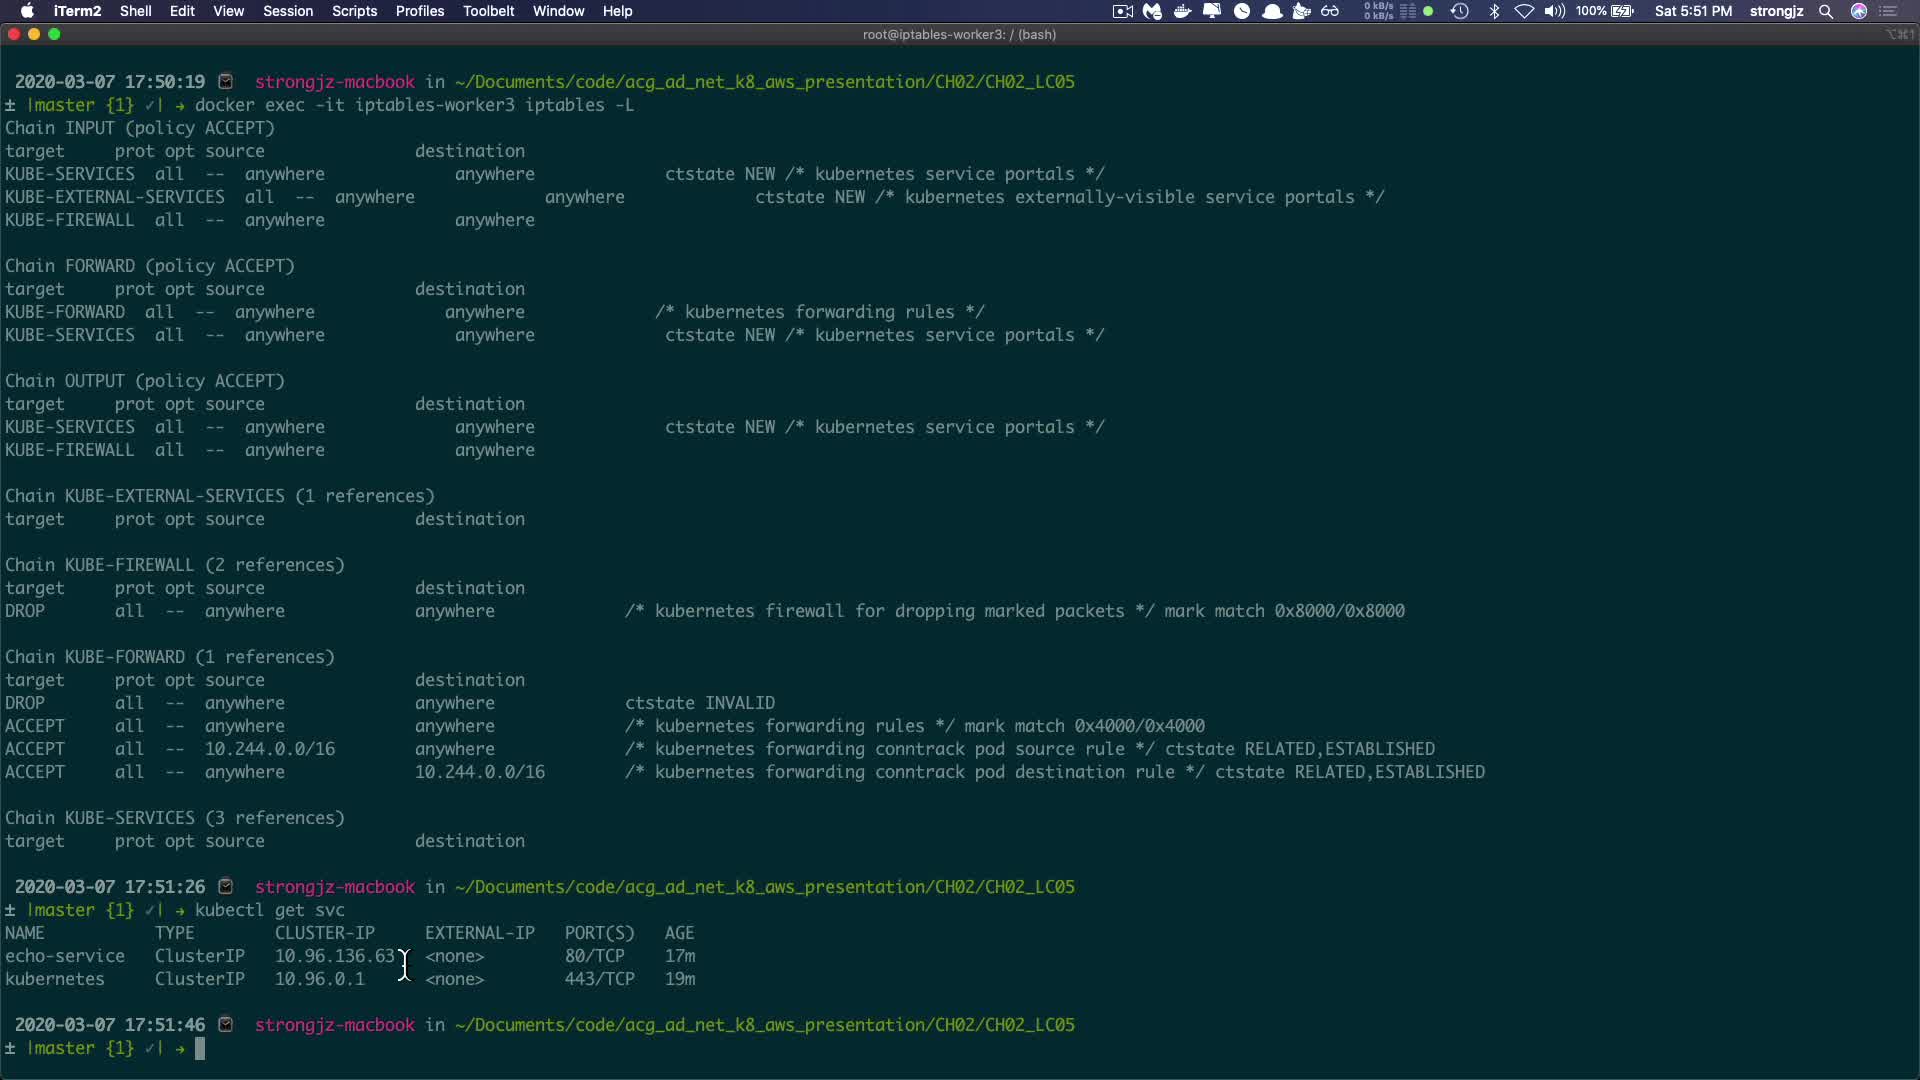 iTerm2 Shell Edit View Session Scripts Profiles Toolbelt Window Help 0 kB/s 0 kB/s 100% Sat 5:51 PM strongjz
root@iptables-worker3: / (bash) ⌥⌘1
2020-03-07 17:50:19 strongjz-macbook in ~/Documents/code/acg_ad_net_k8_aws_presentation/CH02/CH02_LC05
± |master {1} ✓| → docker exec -it iptables-worker3 iptables -L
Chain INPUT (policy ACCEPT)
target     prot opt source               destination
KUBE-SERVICES  all  --  anywhere             anywhere             ctstate NEW /* kubernetes service portals */
KUBE-EXTERNAL-SERVICES  all  --  anywhere             anywhere             ctstate NEW /* kubernetes externally-visible service portals */
KUBE-FIREWALL  all  --  anywhere             anywhere
Chain FORWARD (policy ACCEPT)
target     prot opt source               destination
KUBE-FORWARD  all  --  anywhere             anywhere             /* kubernetes forwarding rules */
KUBE-SERVICES  all  --  anywhere             anywhere             ctstate NEW /* kubernetes service portals */
Chain OUTPUT (policy ACCEPT)
target     prot opt source               destination
KUBE-SERVICES  all  --  anywhere             anywhere             ctstate NEW /* kubernetes service portals */
KUBE-FIREWALL  all  --  anywhere             anywhere
Chain KUBE-EXTERNAL-SERVICES (1 references)
target     prot opt source               destination
Chain KUBE-FIREWALL (2 references)
target     prot opt source               destination
DROP       all  --  anywhere             anywhere             /* kubernetes firewall for dropping marked packets */ mark match 0x8000/0x8000
Chain KUBE-FORWARD (1 references)
target     prot opt source               destination
DROP       all  --  anywhere             anywhere             ctstate INVALID
ACCEPT     all  --  anywhere             anywhere             /* kubernetes forwarding rules */ mark match 0x4000/0x4000
ACCEPT     all  --  10.244.0.0/16        anywhere             /* kubernetes forwarding conntrack pod source rule */ ctstate RELATED,ESTABLISHED
ACCEPT     all  --  anywhere             10.244.0.0/16        /* kubernetes forwarding conntrack pod destination rule */ ctstate RELATED,ESTABLISHED
Chain KUBE-SERVICES (3 references)
target     prot opt source               destination
2020-03-07 17:51:26 strongjz-macbook in ~/Documents/code/acg_ad_net_k8_aws_presentation/CH02/CH02_LC05
± |master {1} ✓| → kubectl get svc
NAME           TYPE        CLUSTER-IP     EXTERNAL-IP   PORT(S)   AGE
echo-service   ClusterIP   10.96.136.63   <none>        80/TCP    17m
kubernetes     ClusterIP   10.96.0.1      <none>        443/TCP   19m
2020-03-07 17:51:46 strongjz-macbook in ~/Documents/code/acg_ad_net_k8_aws_presentation/CH02/CH02_LC05
± |master {1} ✓| →